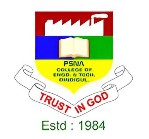 PSNA
COLLEGE OF
ENGG. & TECH.
DINDIGUL
TRUST IN GOD
Estd : 1984